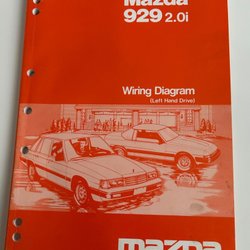 Mazda
929 2.0i
Wiring Diagram
(Left Hand Drive)
mazda